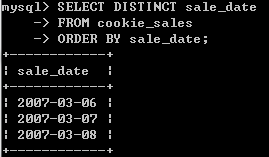 mysql> SELECT DISTINCT sale_date
    -> FROM cookie_sales
    -> ORDER BY sale_date;
+------------+
| sale_date  |
+------------+
| 2007-03-06 |
| 2007-03-07 |
| 2007-03-08 |
+------------+